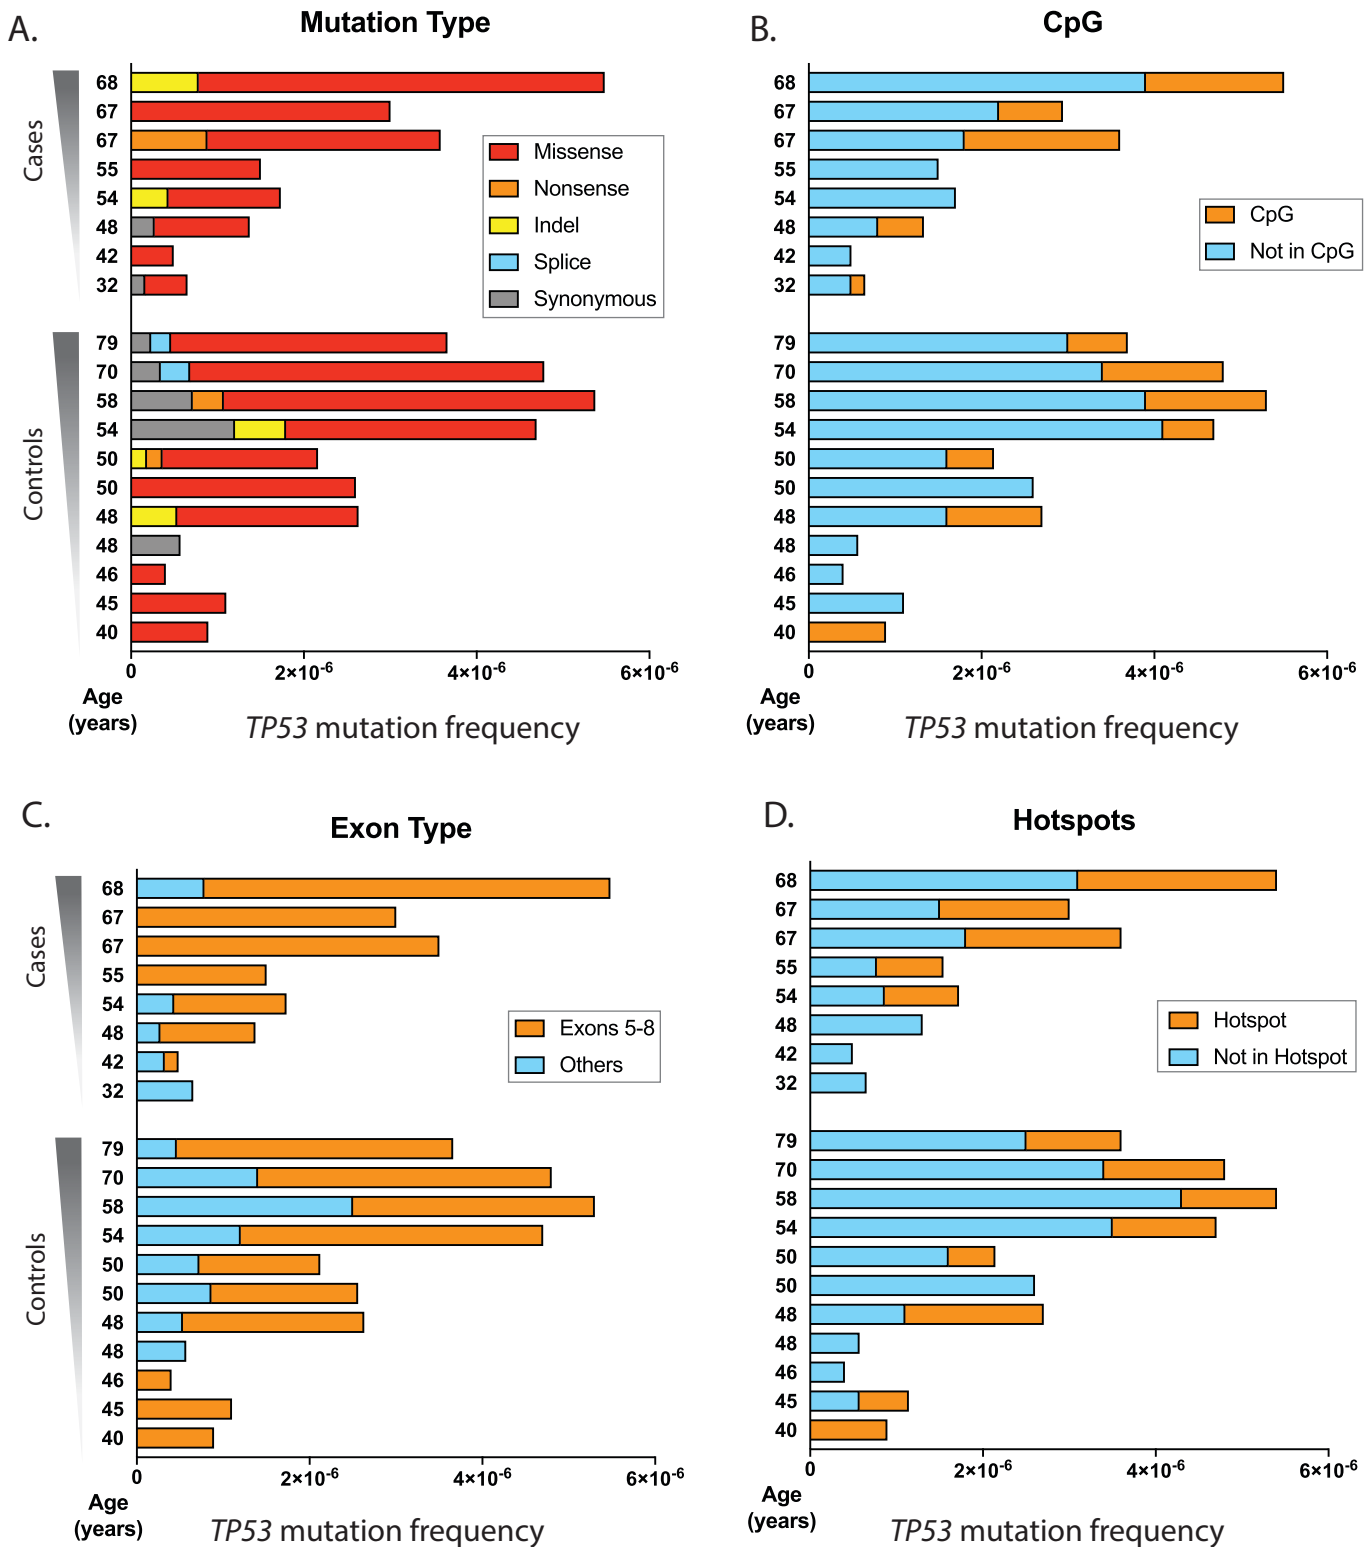 A.
Mutation Type
Cases
68
67
67
55
54
48
42
32
Missense
Nonsense
Indel
Splice
Synonymous
Controls
79
70
58
54
50
50
48
48
46
45
40
0
2×10-6
4×10-6
6×10-6
Age
(years)
TP53 mutation frequency
B.
CpG
68
67
67
55
54
48
42
32
CpG
Not in CpG
79
70
58
54
50
50
48
48
46
45
40
0
2×10-6
4×10-6
6×10-6
Age
(years)
TP53 mutation frequency
C.
Exon Type
Cases
68
67
67
55
54
48
42
32
Exons 5-8
Others
Controls
79
70
58
54
50
50
48
48
46
45
40
0
2×10-6
4×10-6
6×10-6
Age
(years)
TP53 mutation frequency
D.
Hotspots
68
67
67
55
54
48
42
32
Hotspot
Not in Hotspot
79
70
58
54
50
50
48
48
46
45
40
0
2×10-6
4×10-6
6×10-6
Age
(years)
TP53 mutation frequency